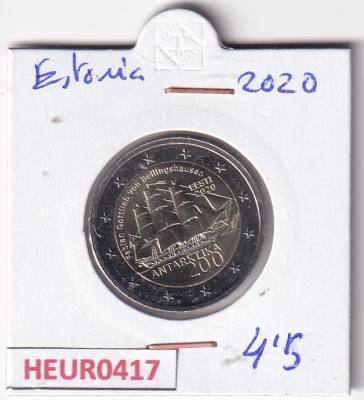 Estonia 2020
Fabian Gottlieb von Bellingshausen
EESTI
2020
ANTARKTIKA
200
HEUR0417
4'5